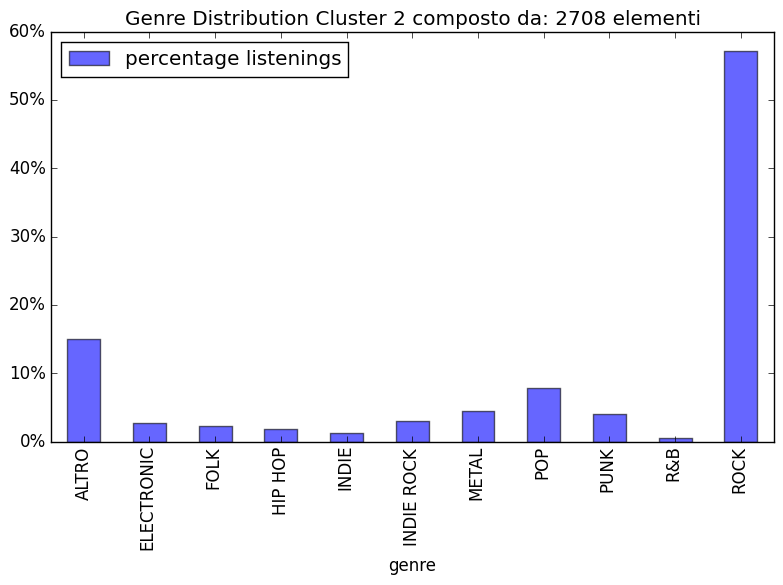 Genre Distribution Cluster 2 composto da: 2708 elementi
percentage listenings
60%
50%
40%
30%
20%
10%
0%
ALTRO
ELECTRONIC
FOLK
HIP HOP
INDIE
INDIE ROCK
METAL
POP
PUNK
R&B
ROCK
genre